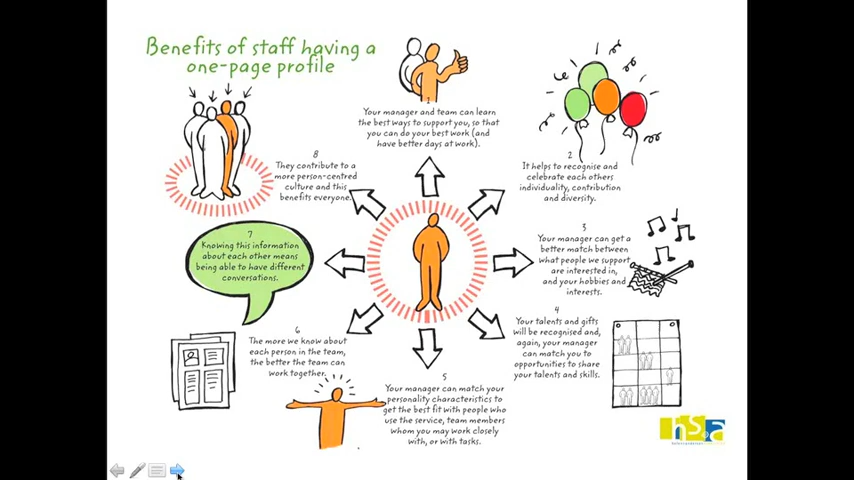 Benefits of staff having a
one-page profile
1
Your manager and team can learn
the best ways to support you, so that
you can do your best work (and
have better days at work).
2
It helps to recognise and
celebrate each others
individuality, contribution
and diversity.
3
Your manager can get a
better match between
what people we support
are interested in,
and your hobbies and
interests.
4
Your talents and gifts
will be recognised and,
again, your manager
can match you to
opportunities to share
your talents and skills.
5
Your manager can match your
personality characteristics to
get the best fit with people who
use the service, team members
whom you may work closely
with, or with tasks.
6
The more we know about
each person in the team,
the better the team can
work together.
7
Knowing this information
about each other means
being able to have different
conversations.
8
They contribute to a
more person-centred
culture and this
benefits everyone.
hsa